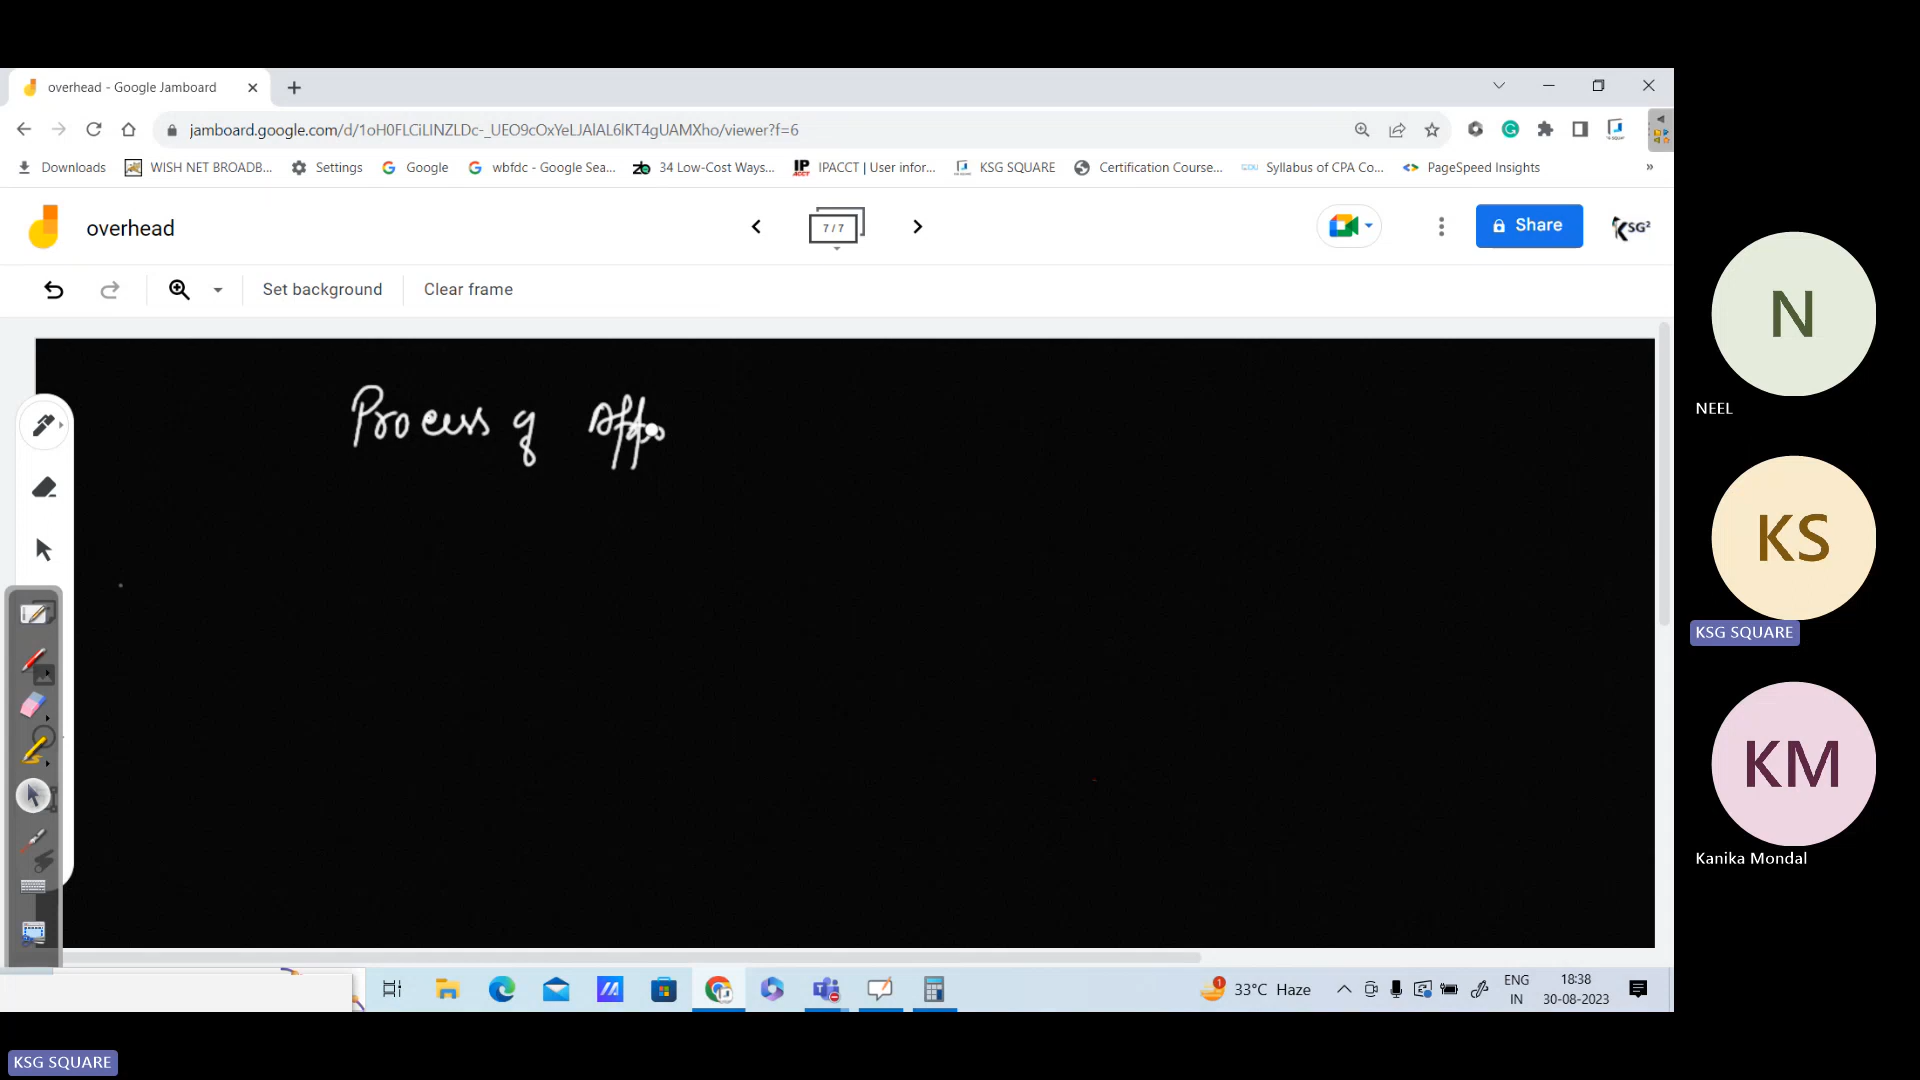 overhead - Google Jamboard
jamboard.google.com/d/1oH0FLCiLINZLDc-_UEO9cOxYeLJAlAL6lKT4gUAMXho/viewer?f=6
Downloads WISH NET BROADB... Settings Google wbfdc - Google Sea... 34 Low-Cost Ways... IPACCT | User infor... KSG SQUARE Certification Course... Syllabus of CPA Co... PageSpeed Insights »
overhead 7 / 7 Share KSG²
Set background Clear frame
Process of Appo
N
NEEL
KS
KSG SQUARE
KM
Kanika Mondal
1 33°C Haze ENG IN 18:38 30-08-2023
KSG SQUARE